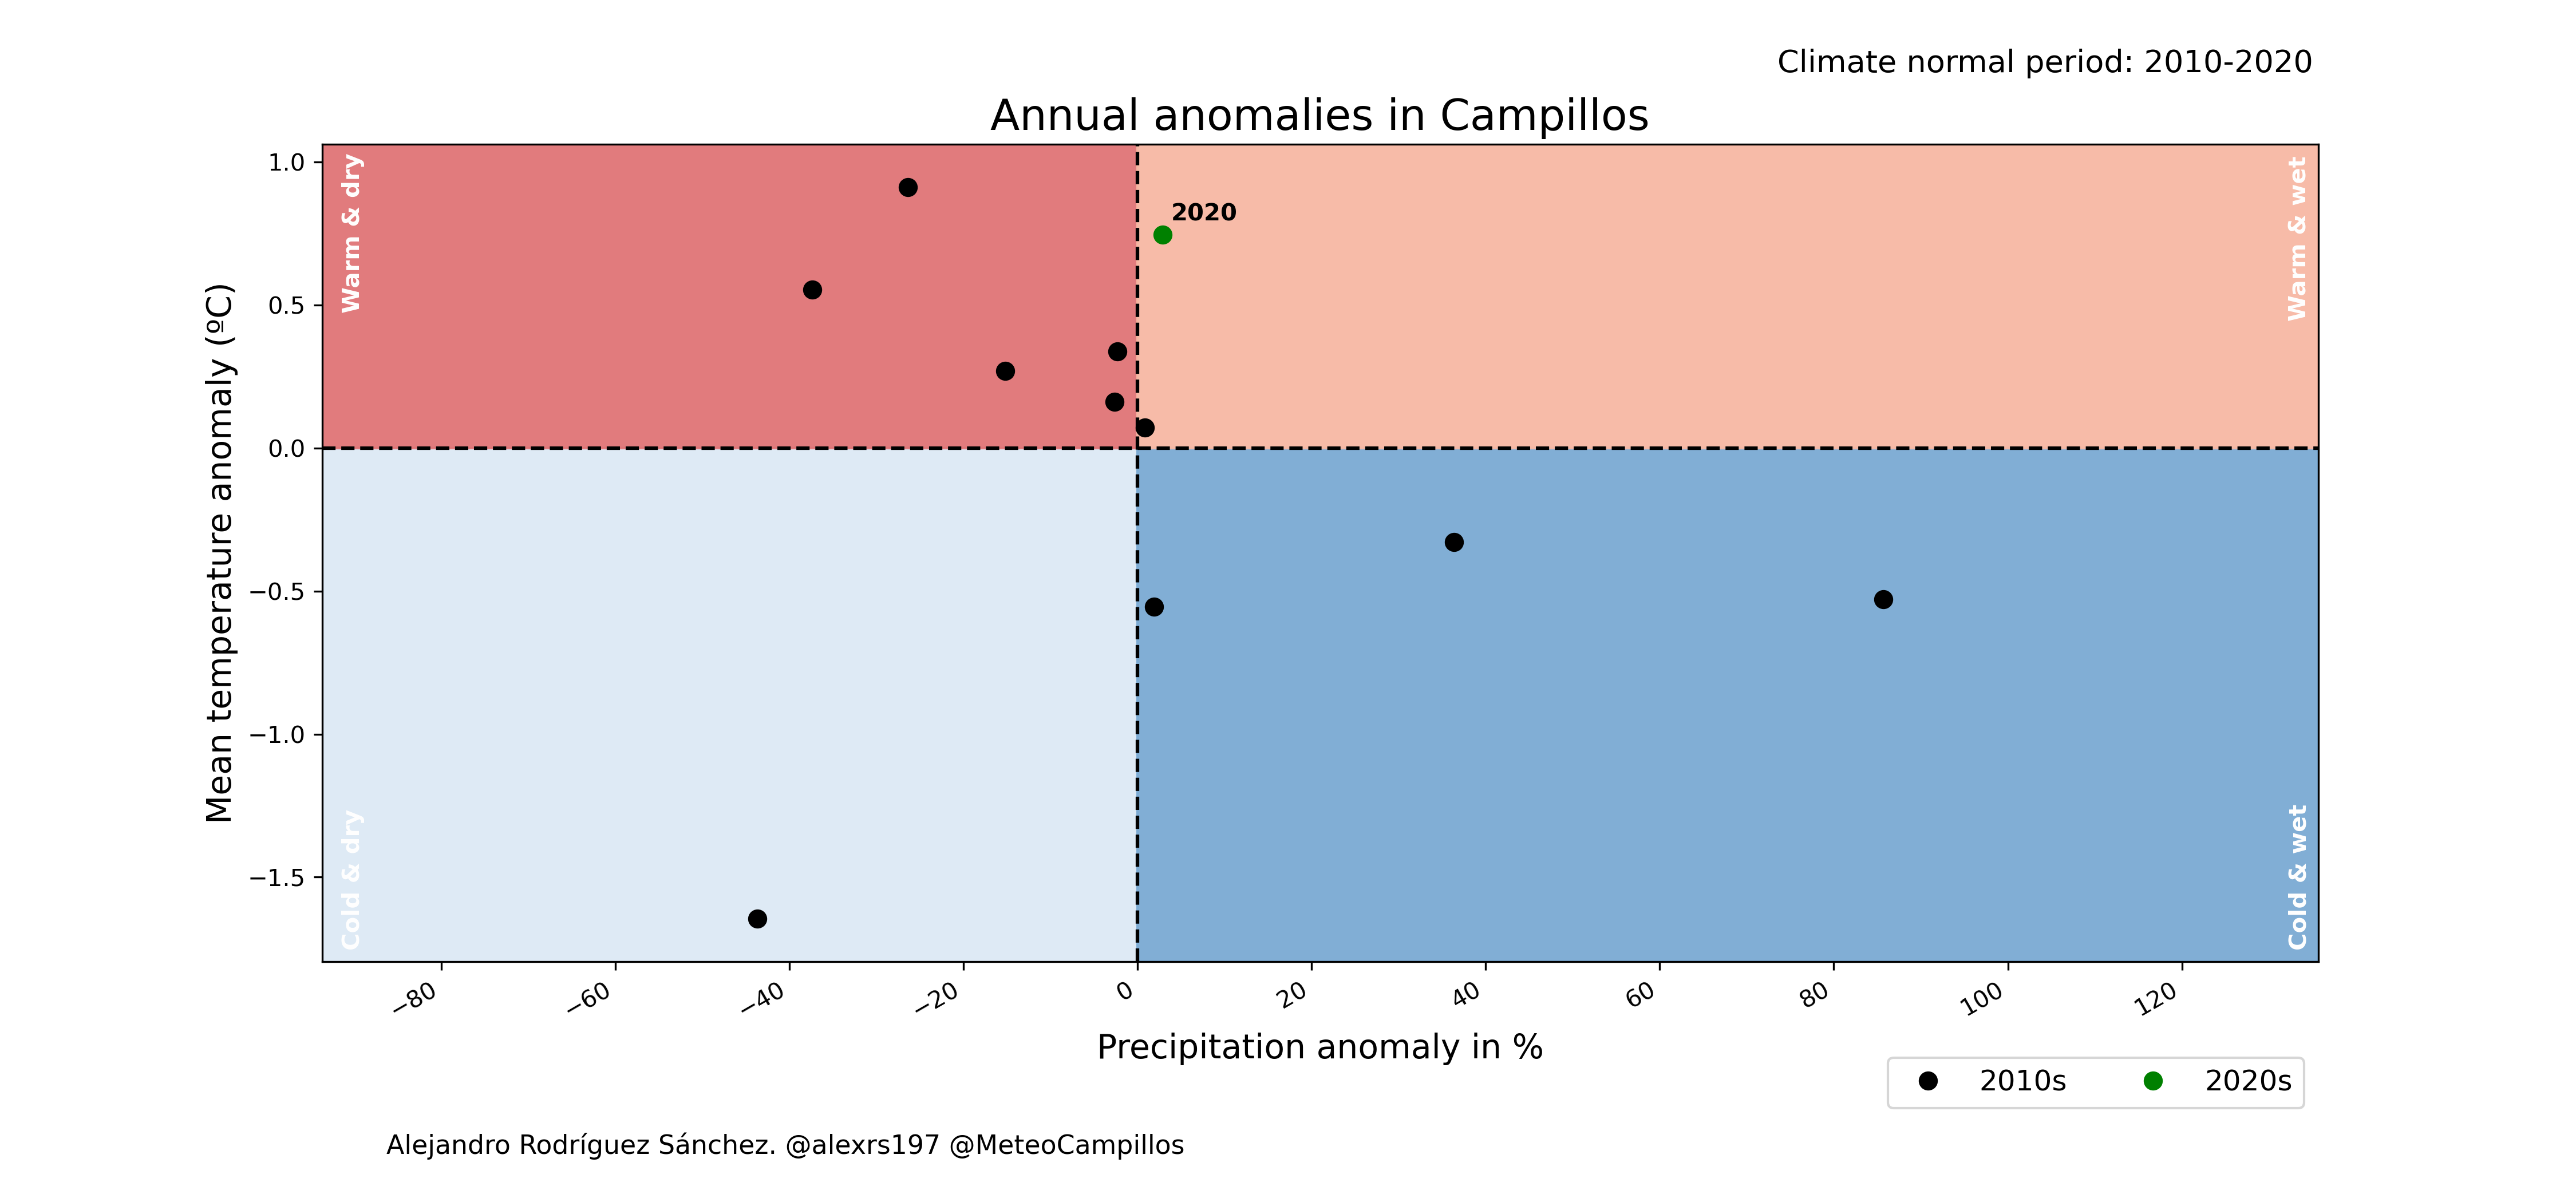 Climate normal period: 2010-2020
Annual anomalies in Campillos
Mean temperature anomaly (ºC)
1.0
0.5
0.0
−0.5
−1.0
−1.5
Warm & dry
Warm & wet
2020
Cold & dry
Cold & wet
−80
−60
−40
−20
0
20
40
60
80
100
120
Precipitation anomaly in %
2010s
2020s
Alejandro Rodríguez Sánchez. @alexrs197 @MeteoCampillos